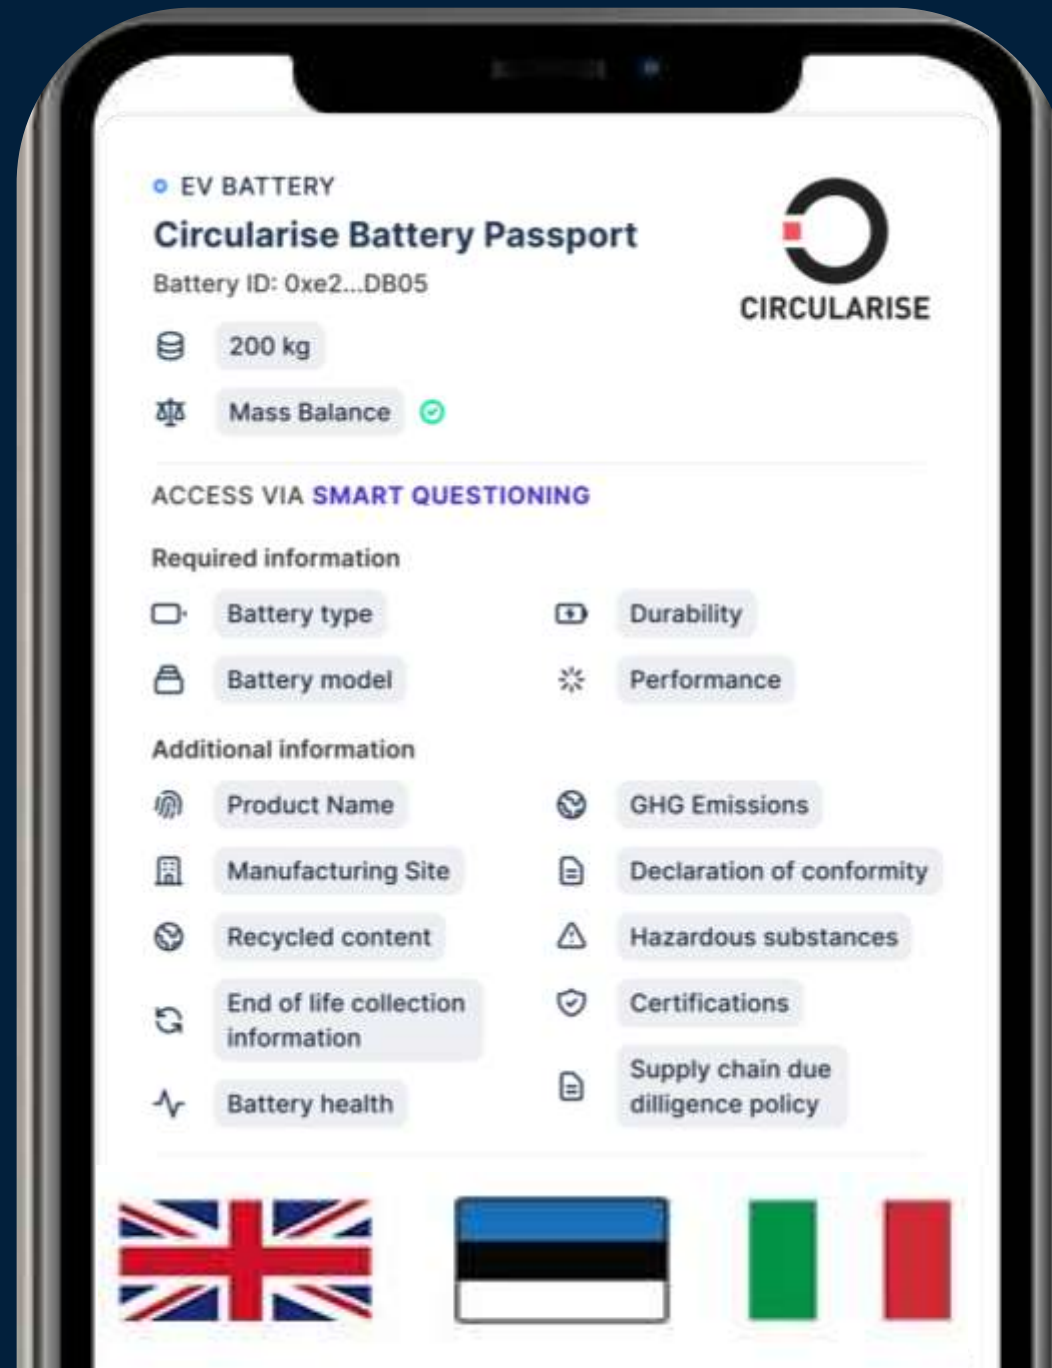 EV BATTERY
Circularise Battery Passport
Battery ID: 0xe2...DB05
CIRCULARISE
200 kg
Mass Balance
ACCESS VIA SMART QUESTIONING
Required information
Battery type
Durability
Battery model
Performance
Additional information
Product Name
GHG Emissions
Manufacturing Site
Declaration of conformity
Recycled content
Hazardous substances
End of life collection
information
Certifications
Battery health
Supply chain due
dilligence policy